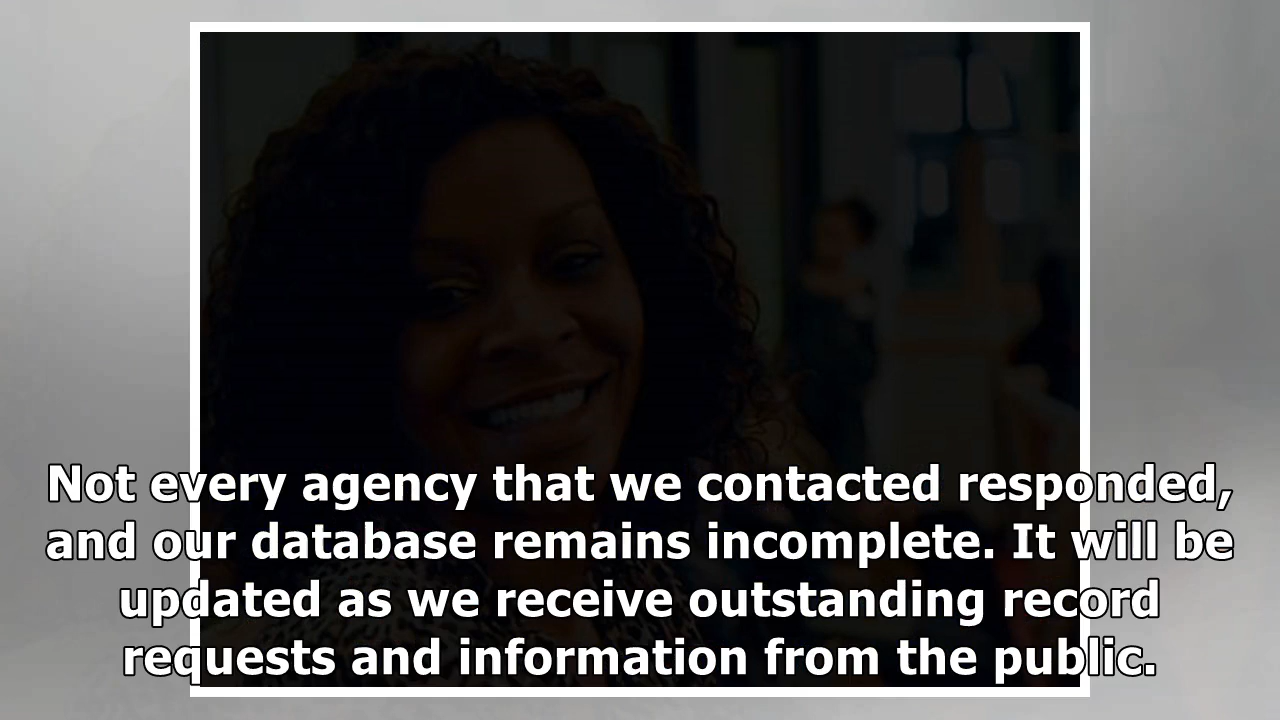 Not every agency that we contacted responded,
and our database remains incomplete. It will be
updated as we receive outstanding record
requests and information from the public.